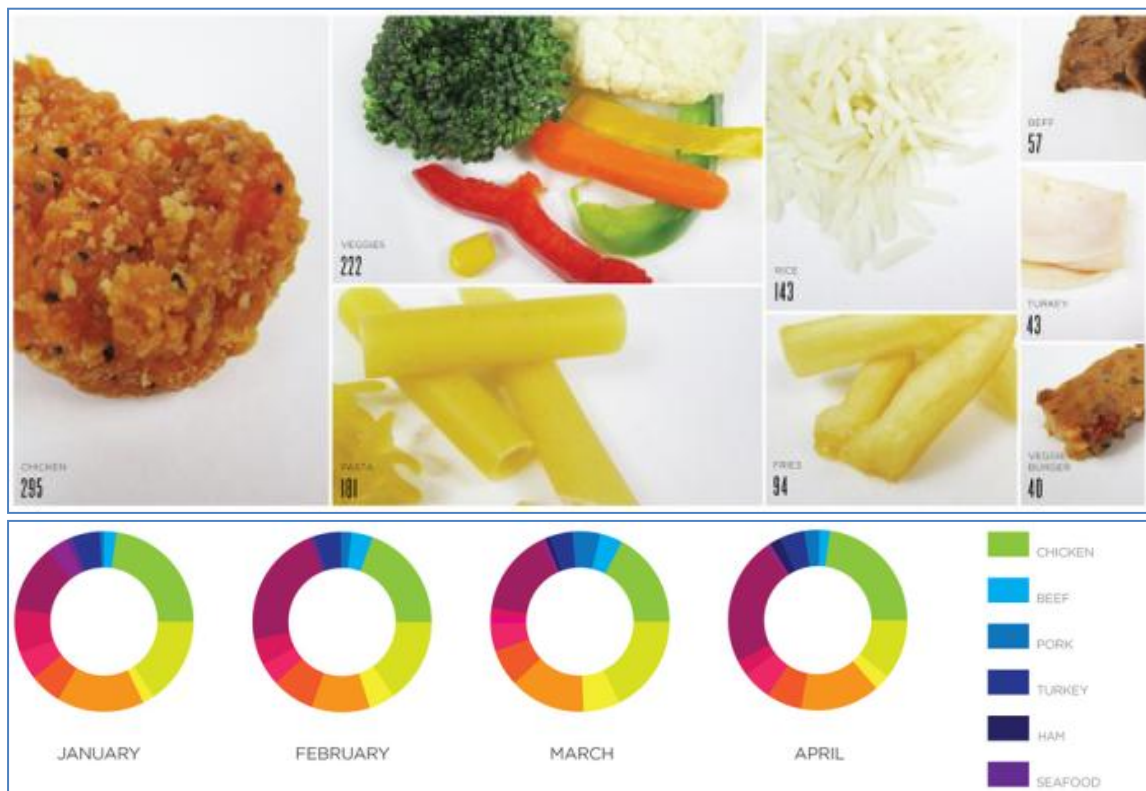 CHICKEN
295
VEGGIES
222
PASTA
181
RICE
143
FRIES
94
BEFF
57
TURKEY
43
VEGGIE
BURGER
40
JANUARY
FEBRUARY
MARCH
APRIL
CHICKEN
BEEF
PORK
TURKEY
HAM
SEAFOOD